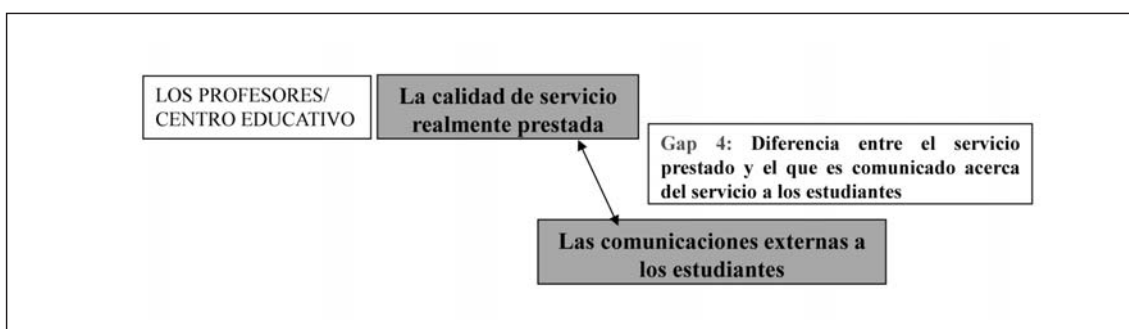 LOS PROFESORES/
CENTRO EDUCATIVO
La calidad de servicio
realmente prestada
Gap 4: Diferencia entre el servicio
prestado y el que es comunicado acerca
del servicio a los estudiantes
Las comunicaciones externas a
los estudiantes